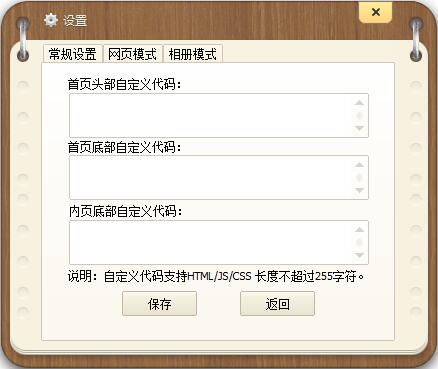 设置
常规设置 网页模式 相册模式
首页头部自定义代码：
首页底部自定义代码：
内页底部自定义代码：
说明：自定义代码支持HTML/JS/CSS 长度不超过255字符。
保存 返回